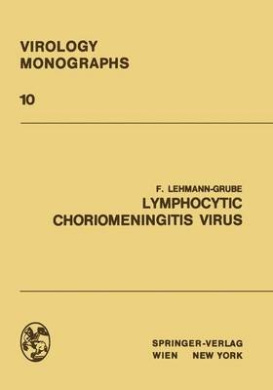 VIROLOGY
MONOGRAPHS
10
F. LEHMANN-GRUBE
LYMPHOCYTIC
CHORIOMENINGITIS VIRUS
SPRINGER-VERLAG
WIEN NEW YORK